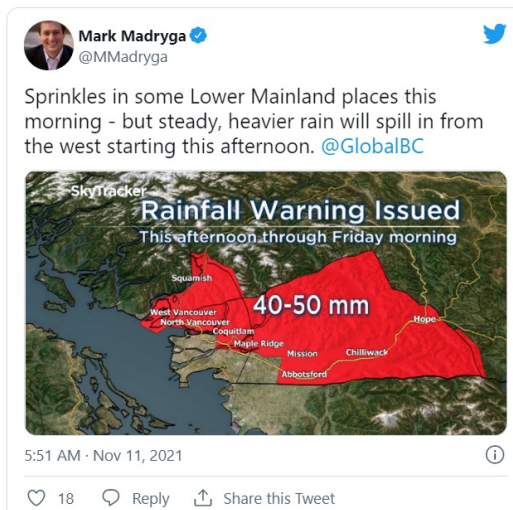 Mark Madryga
@MMadryga
Sprinkles in some Lower Mainland places this
morning - but steady, heavier rain will spill in from
the west starting this afternoon. @GlobalBC
SkyTracker
Rainfall Warning Issued
This afternoon through Friday morning
Squamish
40-50 mm
West Vancouver
North Vancouver
Coquitlam
Hope
Maple Ridge
Mission
Chilliwack
Abbotsford
5:51 AM · Nov 11, 2021
18 Reply Share this Tweet